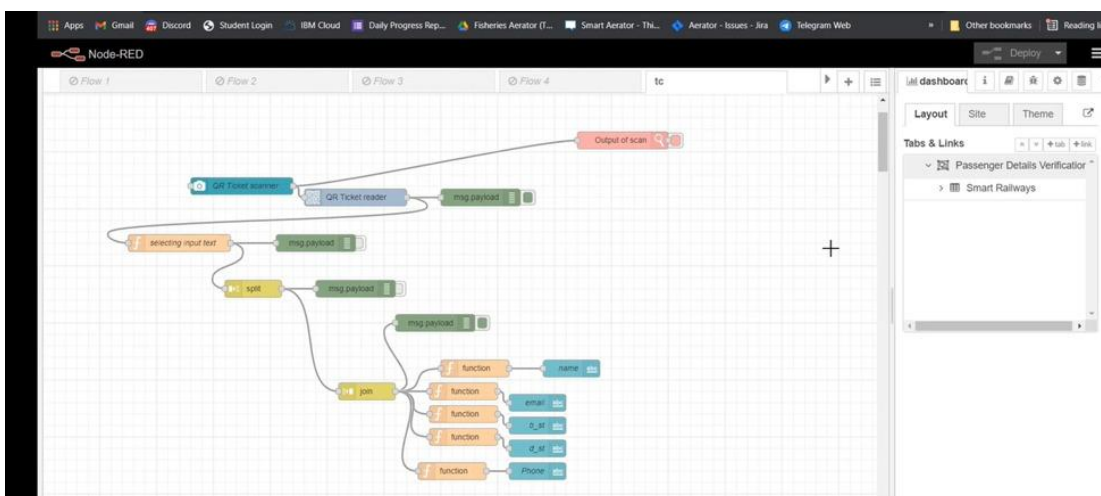 Apps Gmail Discord Student Login IBM Cloud Daily Progress Rep... Fisheries Aerator (T... Smart Aerator - Thi... Aerator - Issues - Jira Telegram Web » Other bookmarks Reading li
Node-RED Deploy
Flow 1 Flow 2 Flow 3 Flow 4 tc dashboard
Layout Site Theme
Tabs & Links tab link
Passenger Details Verification
Smart Railways
Output of scan
QR Ticket scanner
QR Ticket reader msg.payload
selecting input text msg.payload
split msg.payload
msg.payload
function name
join function email
function b_st
function d_st
function Phone